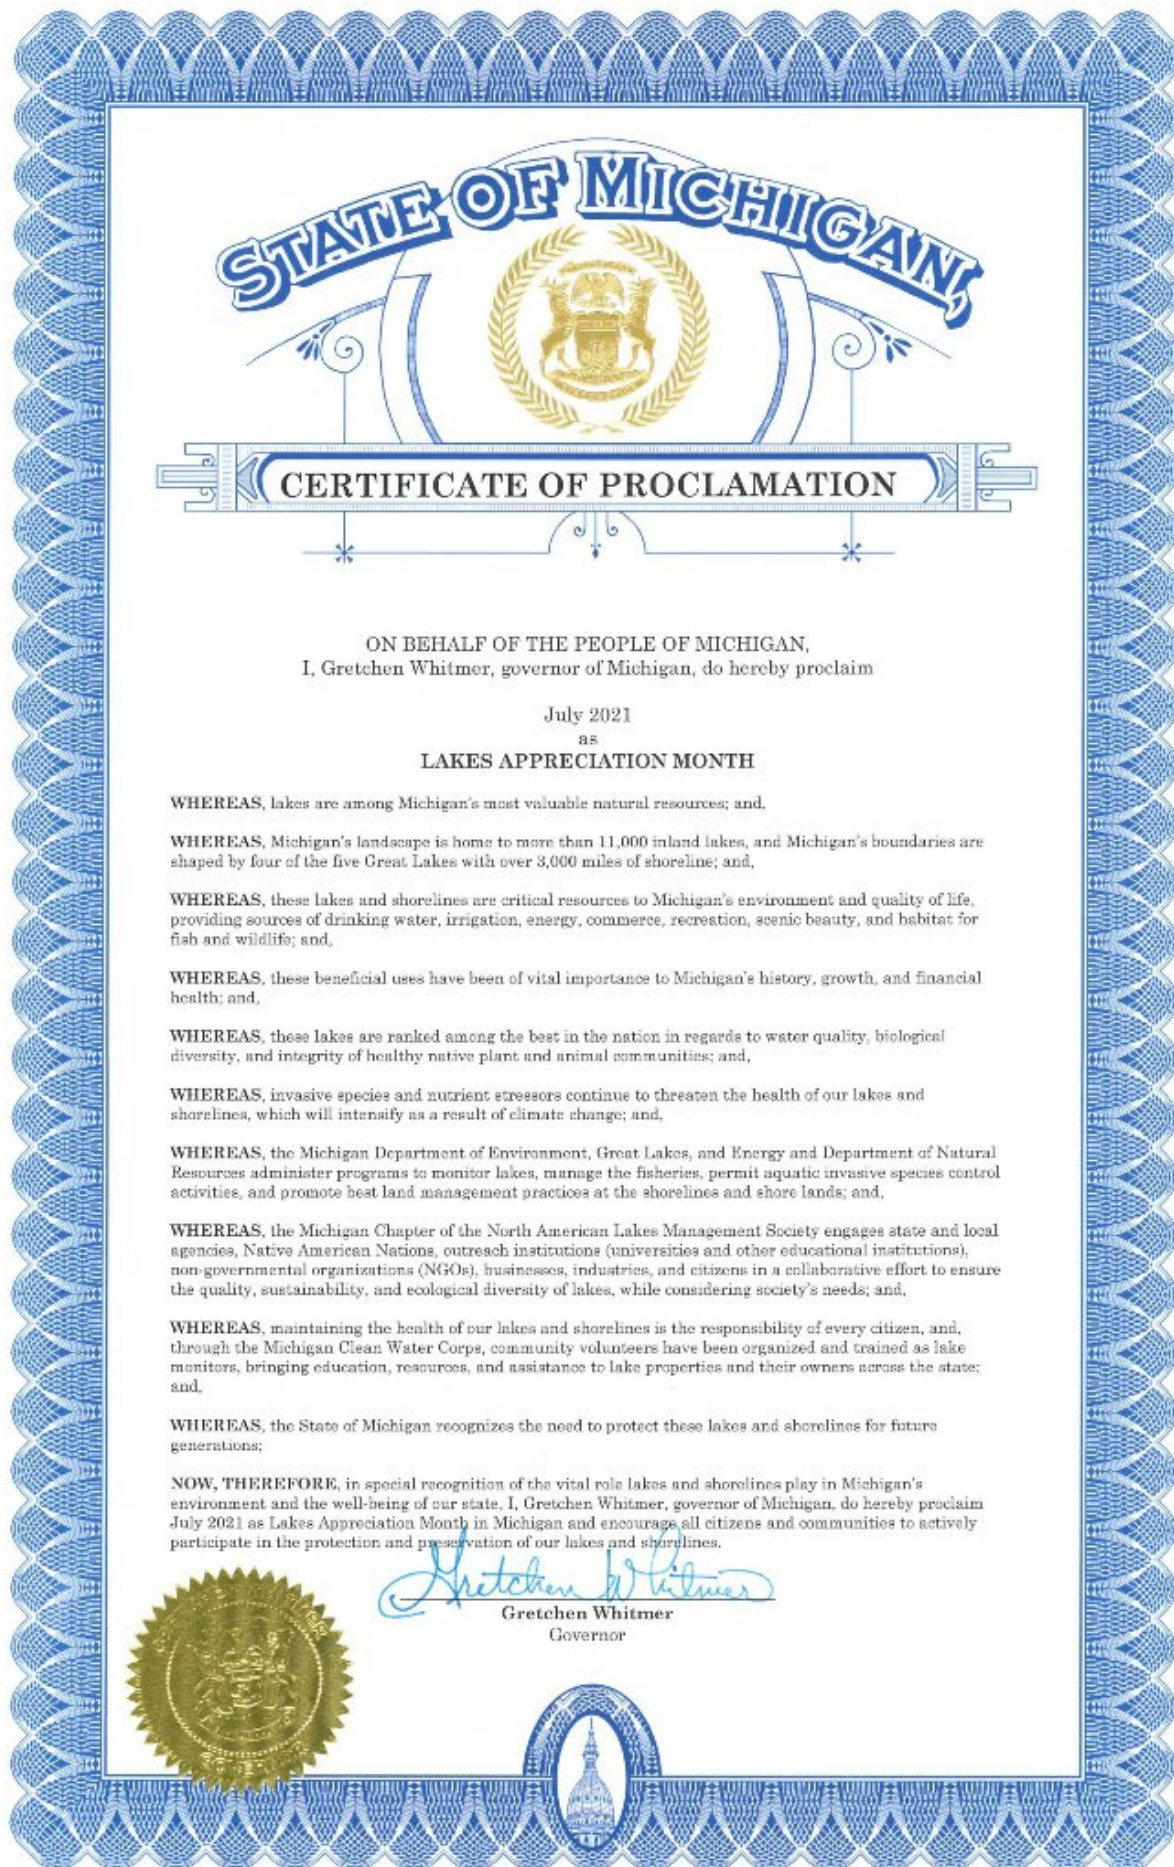 STATE OF MICHIGAN,
CERTIFICATE OF PROCLAMATION
ON BEHALF OF THE PEOPLE OF MICHIGAN,
I, Gretchen Whitmer, governor of Michigan, do hereby proclaim
July 2021
as
LAKES APPRECIATION MONTH
WHEREAS, lakes are among Michigan's most valuable natural resources; and,
WHEREAS, Michigan's landscape is home to more than 11,000 inland lakes, and Michigan's boundaries are
shaped by four of the five Great Lakes with over 3,000 miles of shoreline; and,
WHEREAS, these lakes and shorelines are critical resources to Michigan's environment and quality of life,
providing sources of drinking water, irrigation, energy, commerce, recreation, scenic beauty, and habitat for
fish and wildlife; and,
WHEREAS, these beneficial uses have been of vital importance to Michigan's history, growth, and financial
health; and,
WHEREAS, these lakes are ranked among the best in the nation in regards to water quality, biological
diversity, and integrity of healthy native plant and animal communities; and,
WHEREAS, invasive species and nutrient stressors continue to threaten the health of our lakes and
shorelines, which will intensify as a result of climate change; and,
WHEREAS, the Michigan Department of Environment, Great Lakes, and Energy and Department of Natural
Resources administer programs to monitor lakes, manage the fisheries, permit aquatic invasive species control
activities, and promote best land management practices at the shorelines and shore lands; and,
WHEREAS, the Michigan Chapter of the North American Lakes Management Society engages state and local
agencies, Native American Nations, outreach institutions (universities and other educational institutions),
non-governmental organizations (NGOs), businesses, industries, and citizens in a collaborative effort to ensure
the quality, sustainability, and ecological diversity of lakes, while considering society's needs; and,
WHEREAS, maintaining the health of our lakes and shorelines is the responsibility of every citizen, and,
through the Michigan Clean Water Corps, community volunteers have been organized and trained as lake
monitors, bringing education, resources, and assistance to lake properties and their owners across the state;
and,
WHEREAS, the State of Michigan recognizes the need to protect these lakes and shorelines for future
generations;
NOW, THEREFORE, in special recognition of the vital role lakes and shorelines play in Michigan's
environment and the well-being of our state, I, Gretchen Whitmer, governor of Michigan, do hereby proclaim
July 2021 as Lakes Appreciation Month in Michigan and encourage all citizens and communities to actively
participate in the protection and preservation of our lakes and shorelines.
Gretchen Whitmer
Gretchen Whitmer
Governor